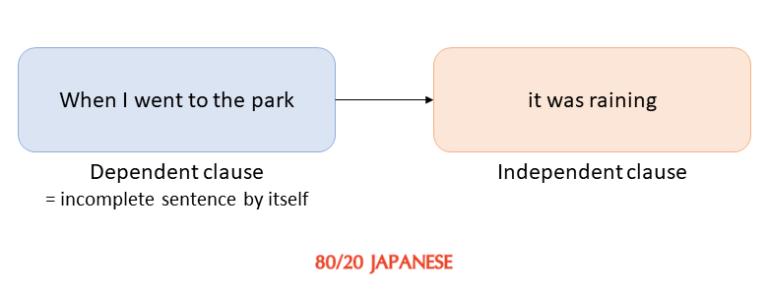 When I went to the park
it was raining
Dependent clause
= incomplete sentence by itself
Independent clause
80/20 JAPANESE